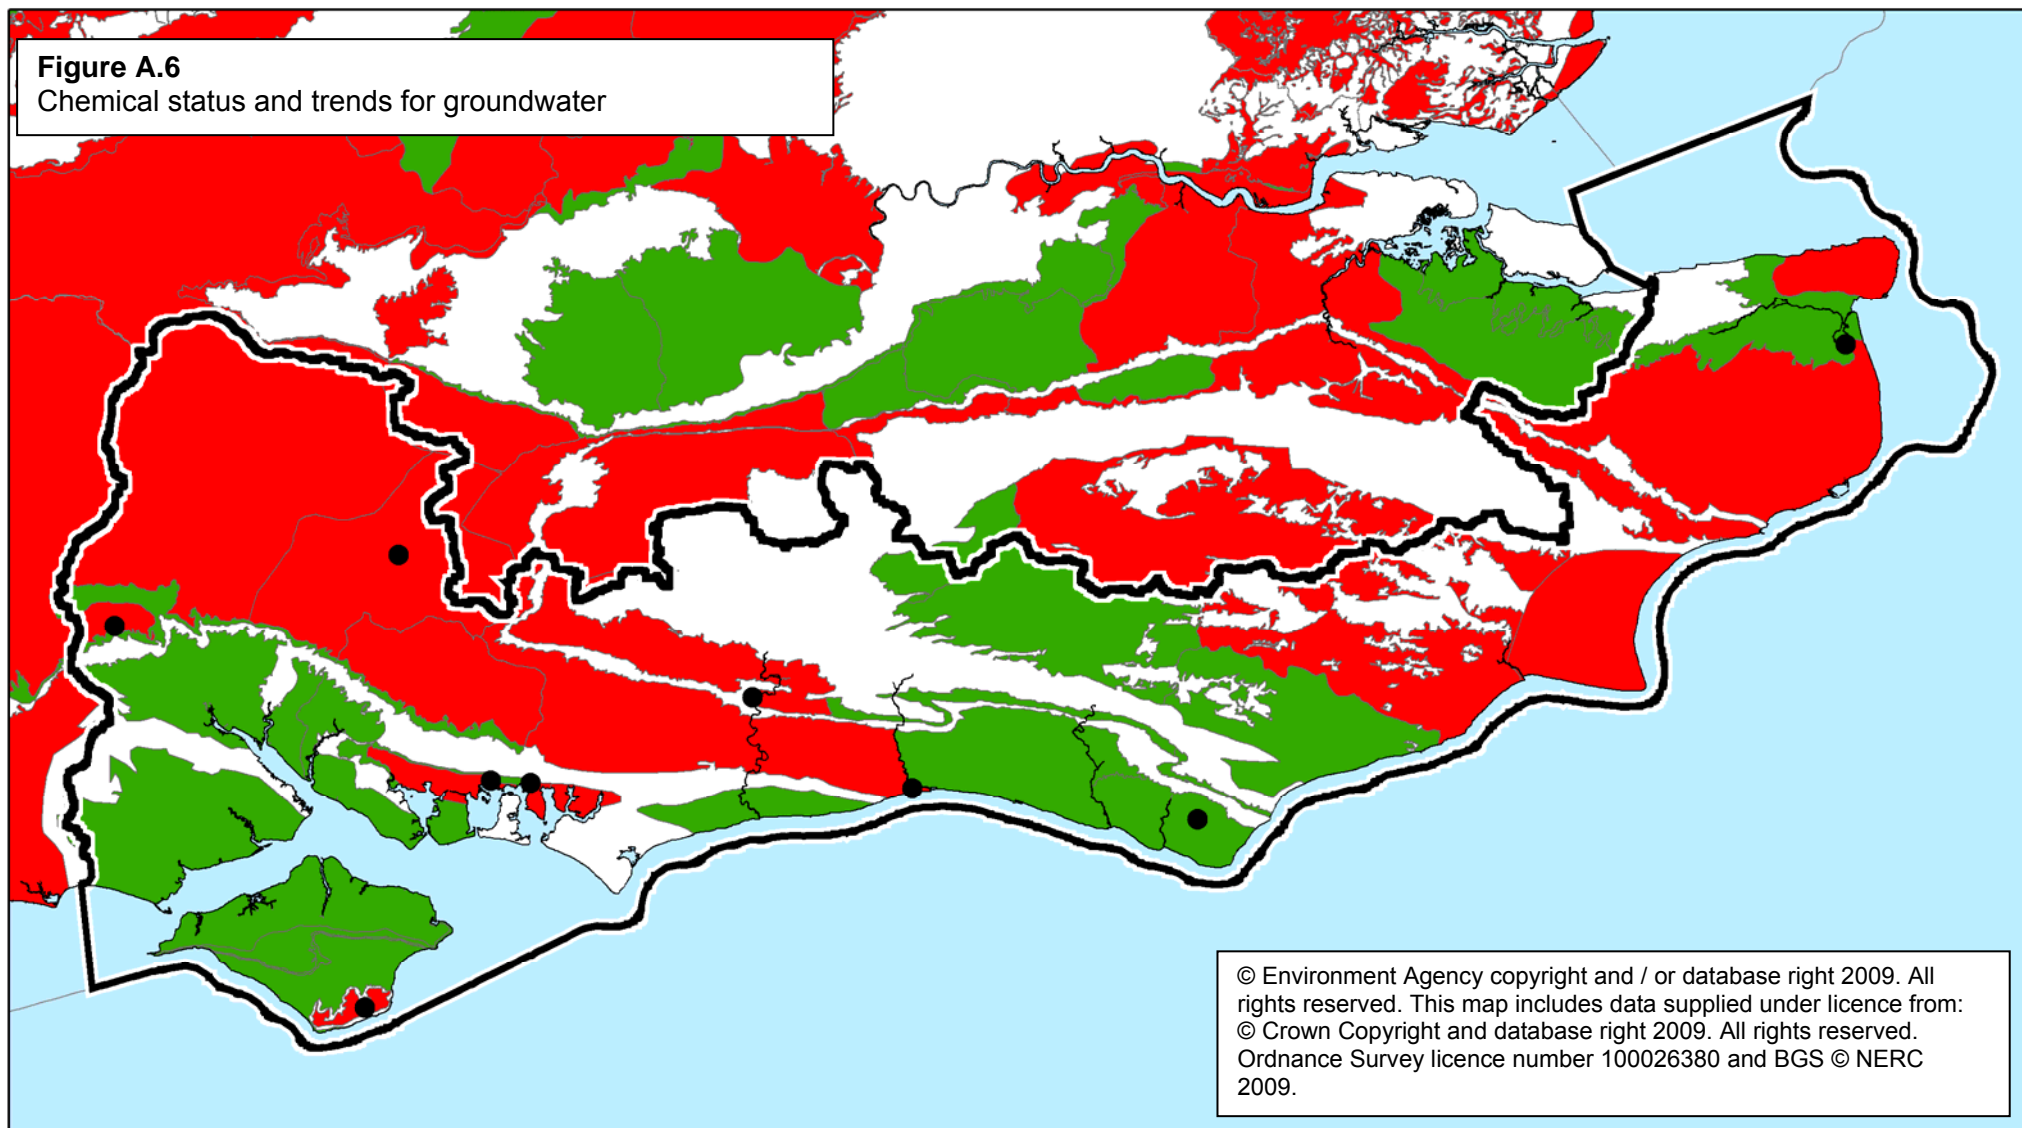 Figure A.6
Chemical status and trends for groundwater
© Environment Agency copyright and / or database right 2009. All
rights reserved. This map includes data supplied under licence from:
© Crown Copyright and database right 2009. All rights reserved.
Ordnance Survey licence number 100026380 and BGS © NERC
2009.